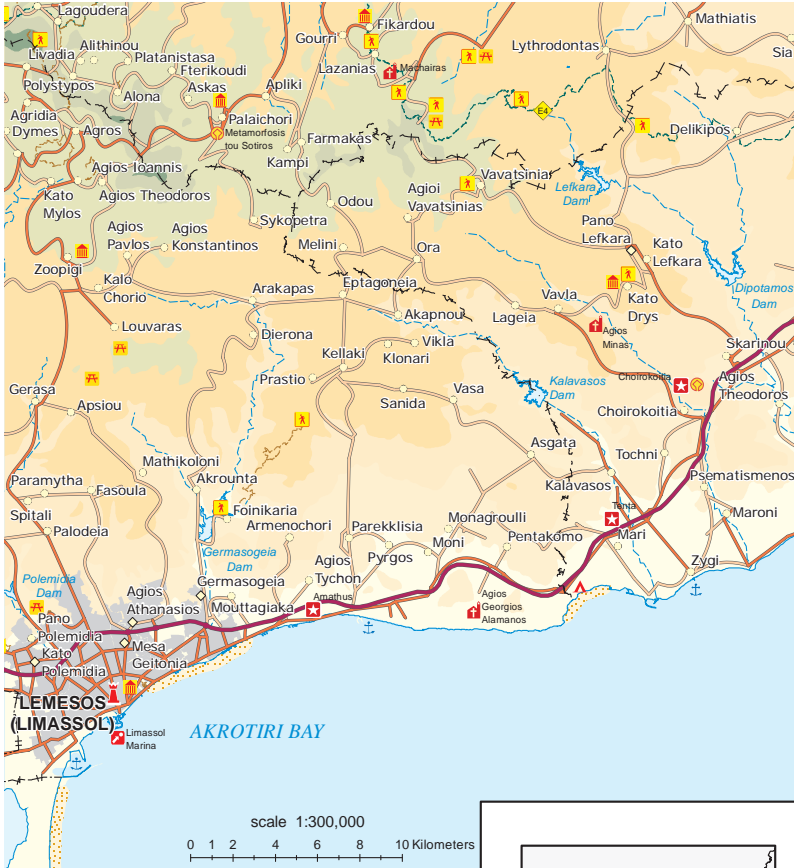 Lagoudera
Fikardou
Mathiatis
Gourri
Livadia
Alithinou
Platanistasa
Lythrodontas
Sia
Fterikoudi
Lazanias
Machairas
Polystypos
Askas
Apliki
Alona
E4
Agridia
Palaichori
Dymes
Agros
Metamorfosis
tou Sotiros
Farmakas
Delikipos
Kampi
Agios Ioannis
Vavatsinia
Kato
Mylos
Agios Theodoros
Agioi
Vavatsinias
Lefkara
Dam
Odou
Agios
Pavlos
Agios
Konstantinos
Sykopetra
Pano
Lefkara
Kato
Lefkara
Melini
Ora
Zoopigi
Kalo
Chorio
Arakapas
Eptagoneia
Vavla
Kato
Drys
Dipotamos
Dam
Akapnou
Lageia
Louvaras
Dierona
Agios
Minas
Vikla
Skarinou
Kellaki
Klonari
Prastio
Kalavasos
Dam
Choirokoitia
Agios
Theodoros
Gerasa
Apsiou
Sanida
Vasa
Choirokoitia
Asgata
Tochni
Mathikoloni
Paramytha
Akrounta
Kalavasos
Psematismenos
Fasoula
Spitali
Foinikaria
Tenta
Maroni
Palodeia
Armenochori
Parekklisia
Monagroulli
Pentakomo
Mari
Germasogeia
Dam
Moni
Pyrgos
Agios
Tychon
Zygi
Polemidia
Dam
Germasogeia
Agios
Athanasios
Mouttagiaka
Amathus
Agios
Georgios
Alamanos
Pano
Polemidia
Kato
Polemidia
Mesa
Geitonia
LEMESOS
(LIMASSOL)
Limassol
Marina
AKROTIRI BAY
scale 1:300,000
0 1 2 4 6 8 10 Kilometers